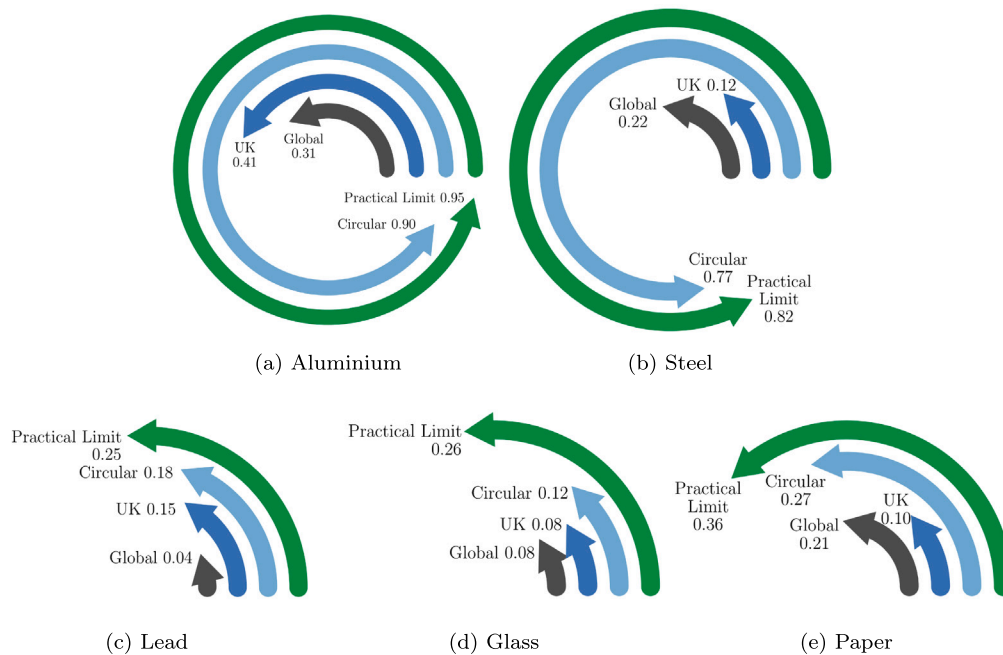 UK
0.41
Global
0.31
Practical Limit 0.95
Circular 0.90
(a) Aluminium
UK 0.12
Global
0.22
Circular
0.77
Practical
Limit
0.82
(b) Steel
Practical Limit
0.25
Circular 0.18
UK 0.15
Global 0.04
(c) Lead
Practical Limit
0.26
Circular 0.12
UK 0.08
Global 0.08
(d) Glass
Practical
Limit
0.36
Circular
0.27
UK
0.10
Global
0.21
(e) Paper